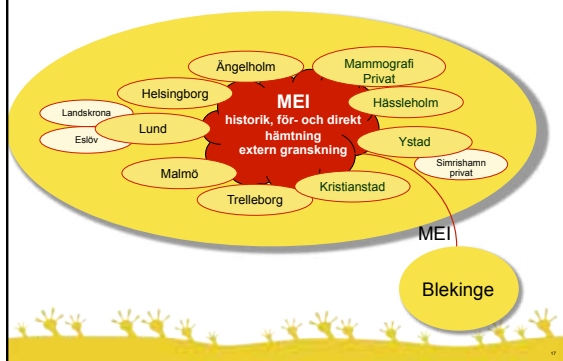 Ängelholm
Mammografi
Privat
Helsingborg
MEI
historik, för- och direkt
hämtning
extern granskning
Hässleholm
Landskrona
Lund
Eslöv
Ystad
Simrishamn
privat
Malmö
Kristianstad
Trelleborg
MEI
Blekinge
17